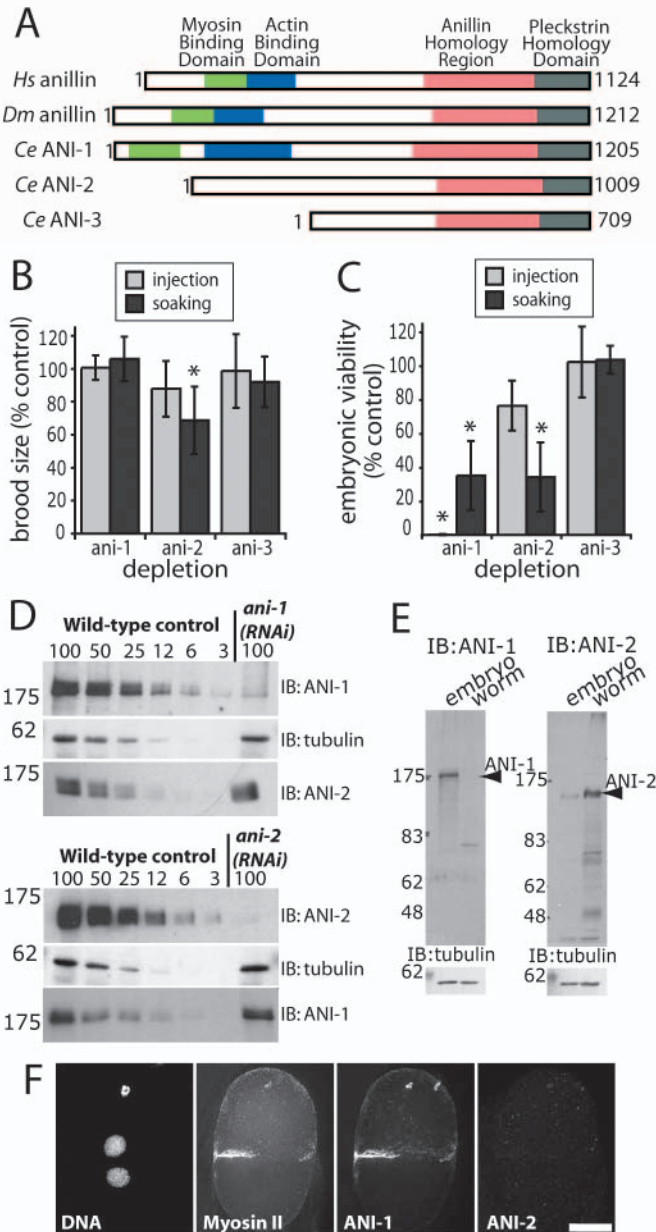 A
Myosin Binding Domain
Actin Binding Domain
Anillin Homology Region
Pleckstrin Homology Domain
Hs anillin 1 1124
Dm anillin 1 1212
Ce ANI-1 1 1205
Ce ANI-2 1 1009
Ce ANI-3 1 709
B
injection
soaking
brood size (% control)
120
100
80
60
40
20
0
*
ani-1 ani-2 ani-3
depletion
C
injection
soaking
embryonic viability
(% control)
120
100
80
60
40
20
0
* * *
ani-1 ani-2 ani-3
depletion
D
Wild-type control
ani-1
(RNAi)
100 50 25 12 6 3 100
175 IB: ANI-1
62 IB: tubulin
175 IB: ANI-2
Wild-type control
ani-2
(RNAi)
100 50 25 12 6 3 100
175 IB: ANI-2
62 IB: tubulin
175 IB: ANI-1
E
IB:ANI-1
embryo
worm
175
ANI-1
83
62
48
IB:tubulin
62
IB:ANI-2
embryo
worm
175
ANI-2
83
62
48
IB:tubulin
62
F
DNA
Myosin II
ANI-1
ANI-2